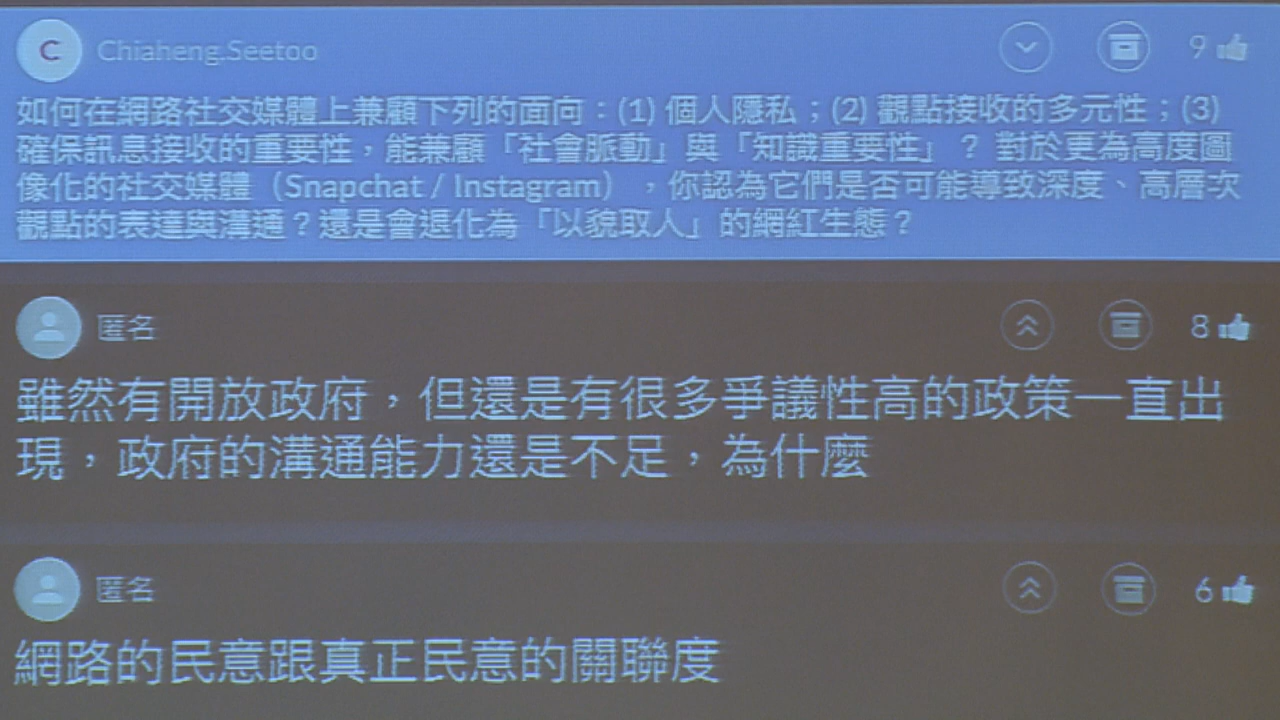 C Chiaheng.Seetoo 9
如何在網路社交媒體上兼顧下列的面向：(1) 個人隱私；(2) 觀點接收的多元性；(3)
確保訊息接收的重要性，能兼顧「社會脈動」與「知識重要性」？ 對於更為高度圖
像化的社交媒體（Snapchat / Instagram），你認為它們是否可能導致深度、高層次
觀點的表達與溝通？還是會退化為「以貌取人」的網紅生態？
匿名 8
雖然有開放政府，但還是有很多爭議性高的政策一直出
現，政府的溝通能力還是不足，為什麼
匿名 6
網路的民意跟真正民意的關聯度